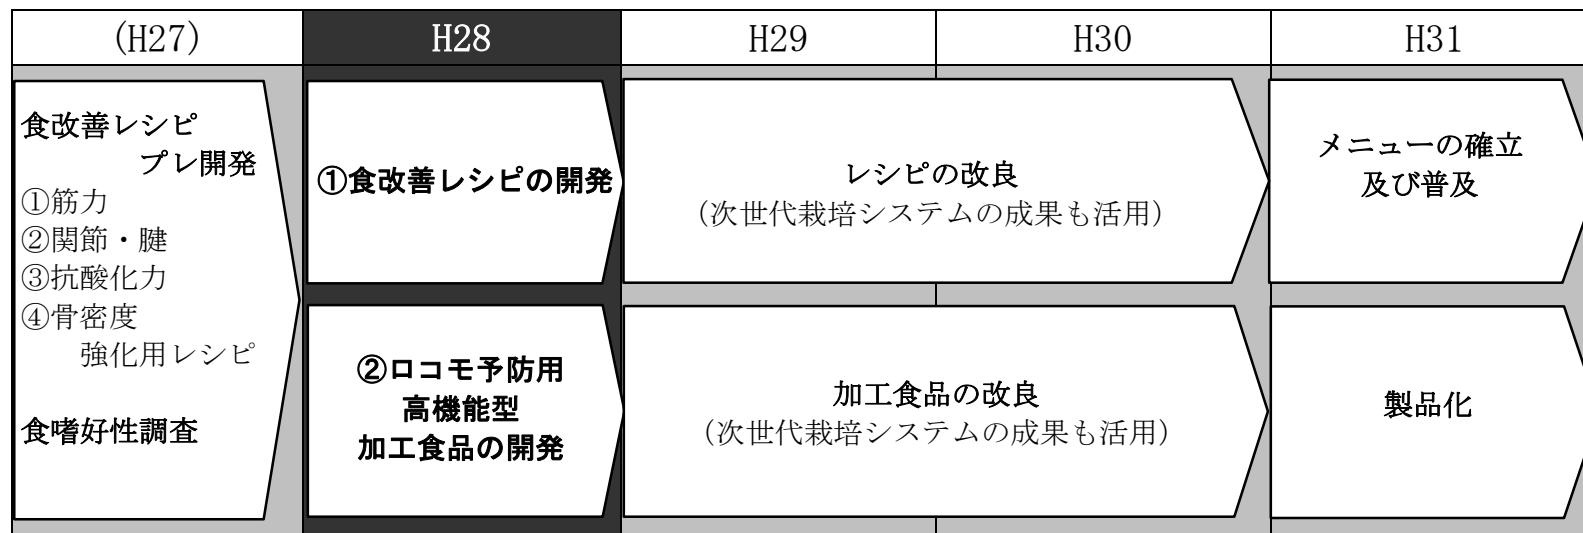 (H27)
H28
H29
H30
H31
食改善レシピ
プレ開発
①筋力
②関節・腱
③抗酸化力
④骨密度
強化用レシピ
食嗜好性調査
①食改善レシピの開発
②ロコモ予防用
高機能型
加工食品の開発
レシピの改良
(次世代栽培システムの成果も活用)
加工食品の改良
(次世代栽培システムの成果も活用)
メニューの確立
及び普及
製品化